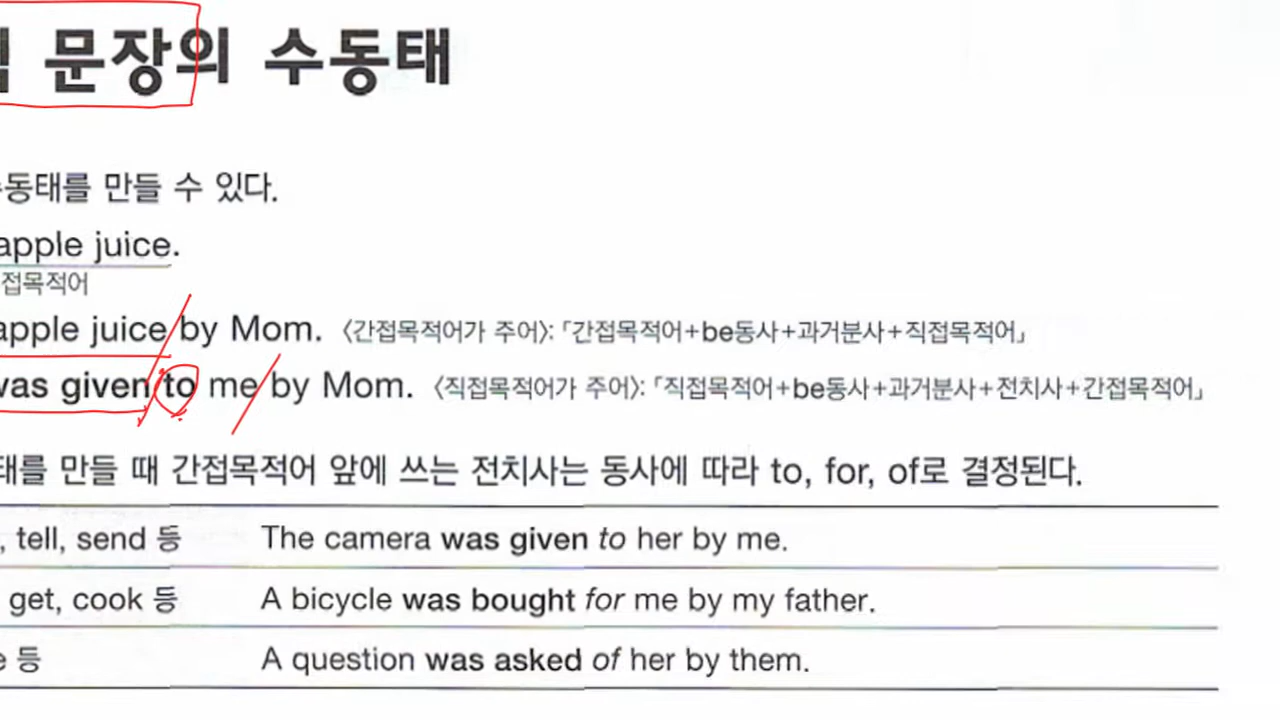 문장의 수동태
수동태를 만들 수 있다.
apple juice.
접목적어
apple juice by Mom. 〈간접목적어가 주어〉: 「간접목적어+be동사+과거분사+직접목적어」
was given to me by Mom. 〈직접목적어가 주어〉: 「직접목적어+be동사+과거분사+전치사+간접목적어」
태를 만들 때 간접목적어 앞에 쓰는 전치사는 동사에 따라 to, for, of로 결정된다.
, tell, send 등 The camera was given to her by me.
get, cook 등 A bicycle was bought for me by my father.
e 등 A question was asked of her by them.